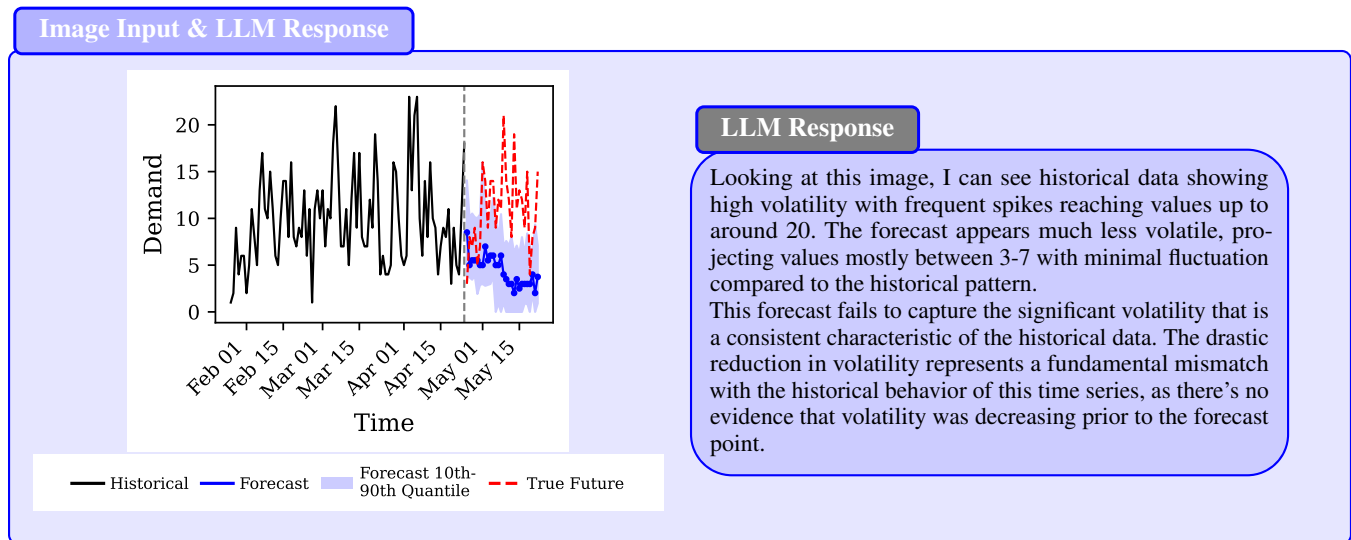 Image Input & LLM Response
20
15
10
5
0
Demand
Feb 01
Feb 15
Mar 01
Mar 15
Apr 01
Apr 15
May 01
May 15
Time
Historical
Forecast
Forecast 10th-
90th Quantile
True Future
LLM Response
Looking at this image, I can see historical data showing
high volatility with frequent spikes reaching values up to
around 20. The forecast appears much less volatile, pro-
jecting values mostly between 3-7 with minimal fluctuation
compared to the historical pattern.
This forecast fails to capture the significant volatility that is
a consistent characteristic of the historical data. The drastic
reduction in volatility represents a fundamental mismatch
with the historical behavior of this time series, as there's no
evidence that volatility was decreasing prior to the forecast
point.